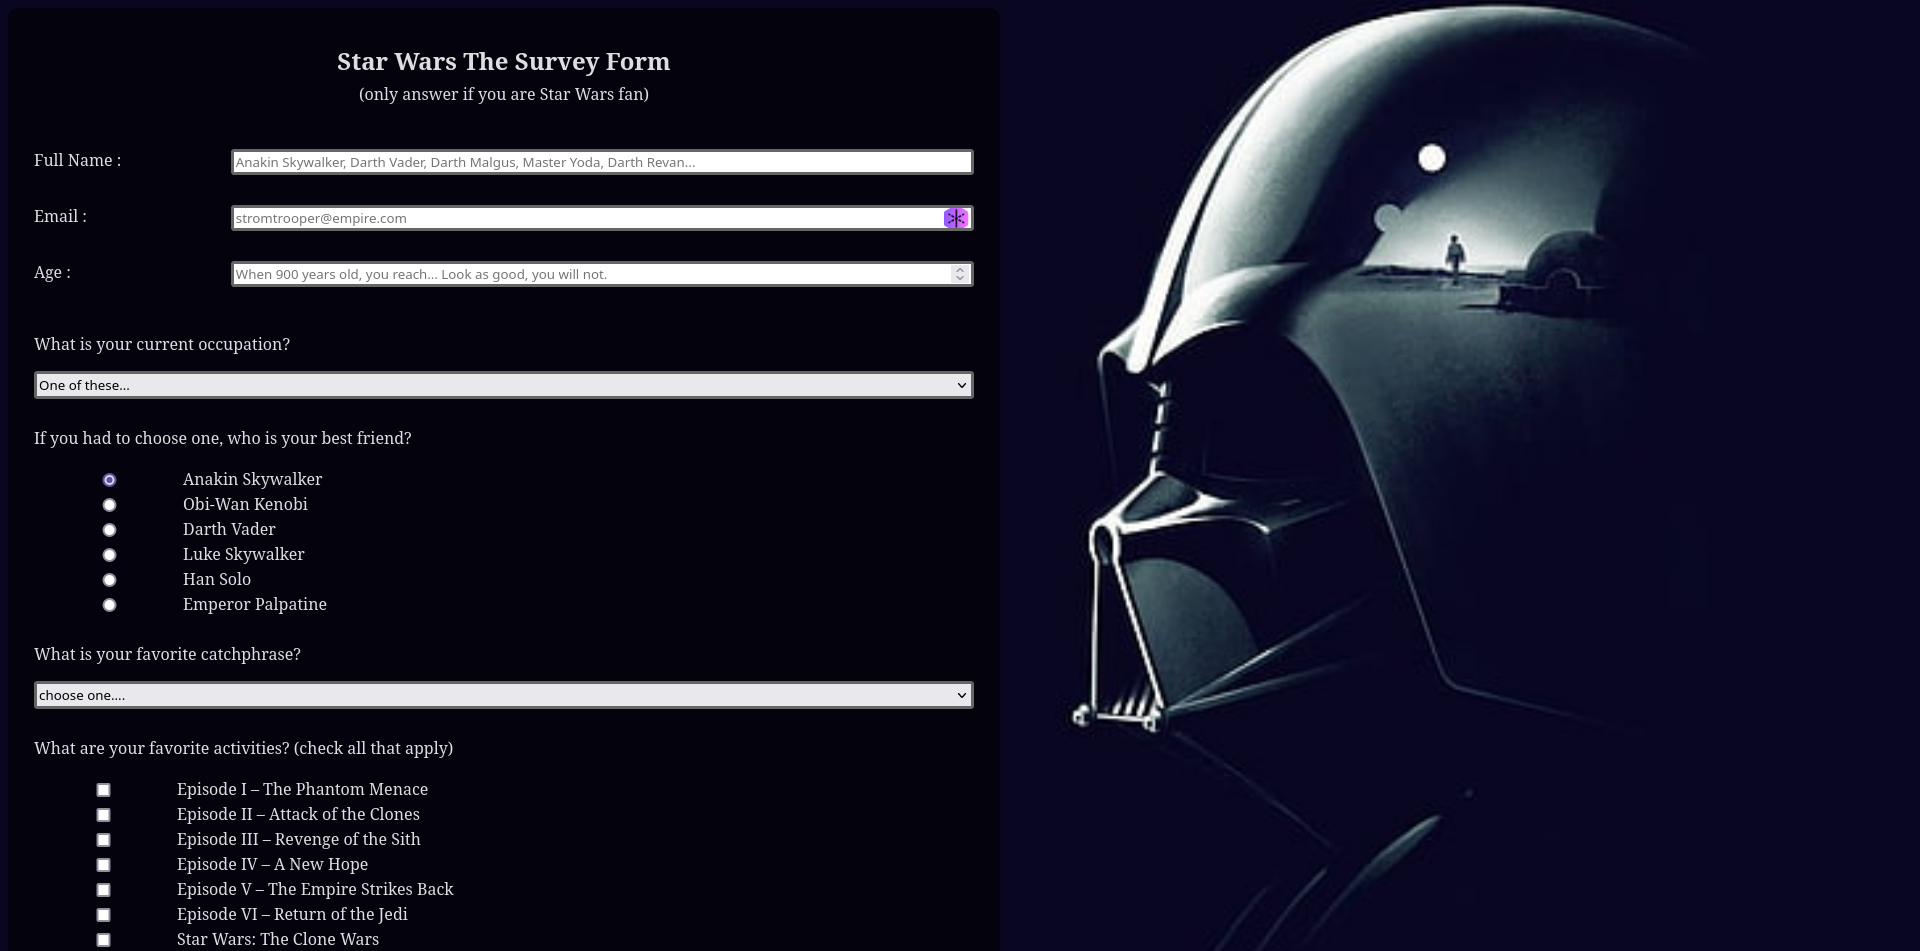 Star Wars The Survey Form
(only answer if you are Star Wars fan)
Full Name :
Anakin Skywalker, Darth Vader, Darth Malgus, Master Yoda, Darth Revan...
Email :
stromtrooper@empire.com
Age :
When 900 years old, you reach... Look as good, you will not.
What is your current occupation?
One of these...
If you had to choose one, who is your best friend?
Anakin Skywalker
Obi-Wan Kenobi
Darth Vader
Luke Skywalker
Han Solo
Emperor Palpatine
What is your favorite catchphrase?
choose one....
What are your favorite activities? (check all that apply)
Episode I – The Phantom Menace
Episode II – Attack of the Clones
Episode III – Revenge of the Sith
Episode IV – A New Hope
Episode V – The Empire Strikes Back
Episode VI – Return of the Jedi
Star Wars: The Clone Wars